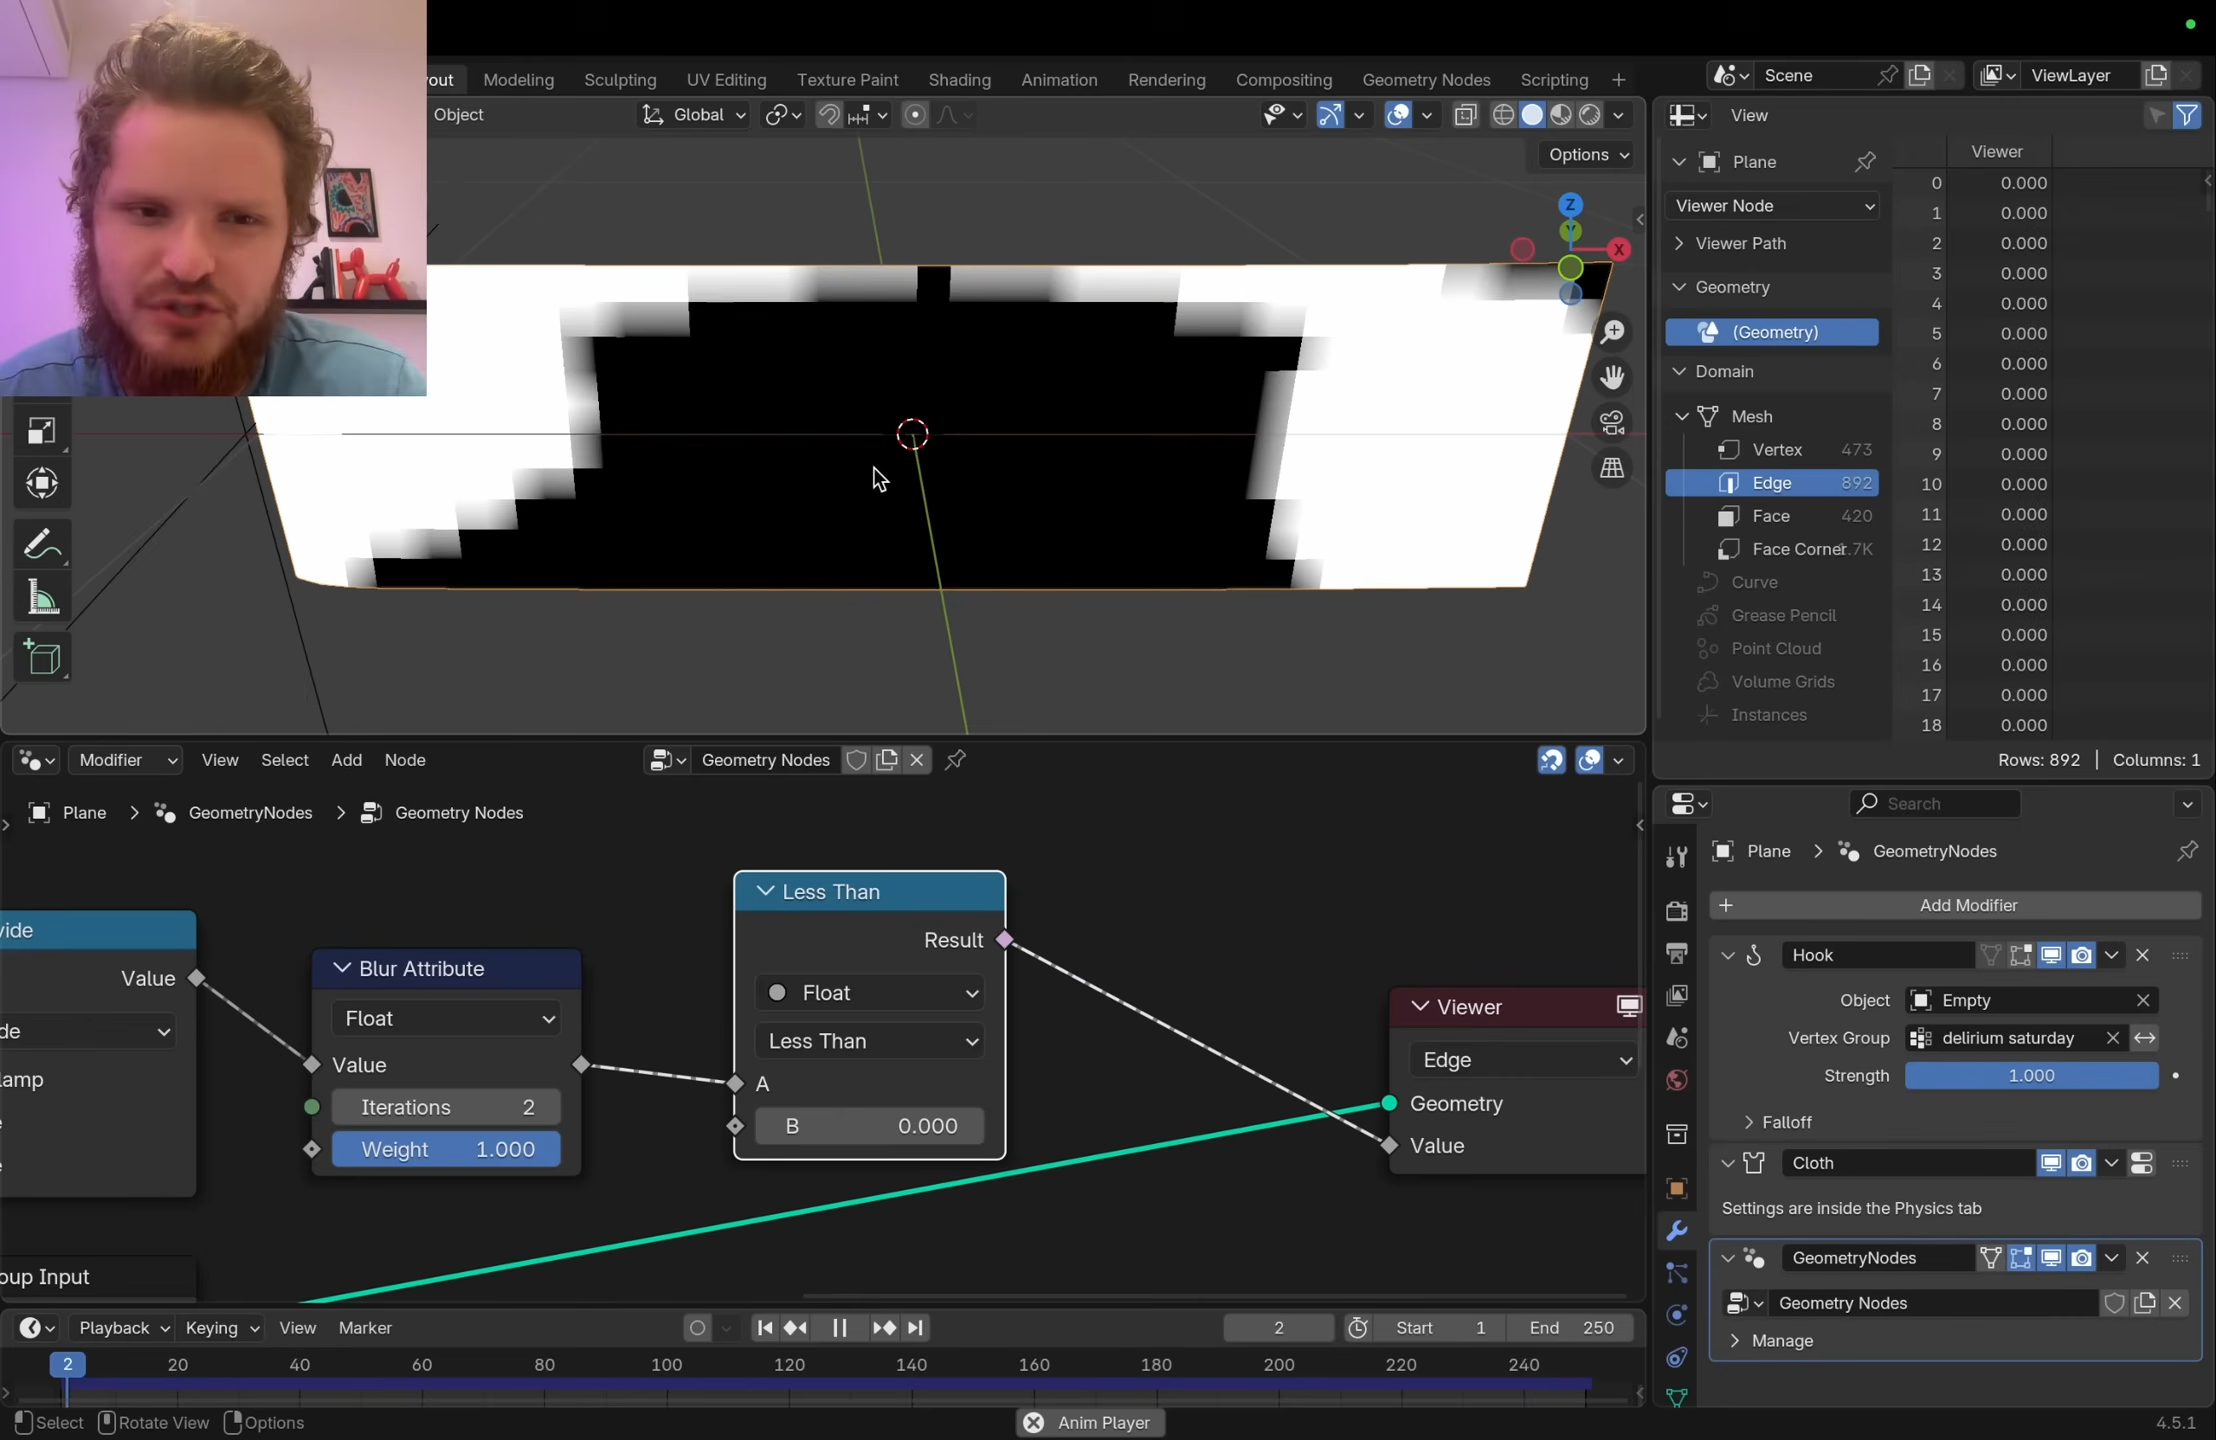 out Modeling Sculpting UV Editing Texture Paint Shading Animation Rendering Compositing Geometry Nodes Scripting +
Scene
ViewLayer
Object
Global
Options
Z
Y
X
View
Plane
Viewer Node
Viewer Path
Geometry
(Geometry)
Domain
Mesh
Vertex 473
Edge 892
Face 420
Face Corner 1.7K
Curve
Grease Pencil
Point Cloud
Volume Grids
Instances
Viewer
0 0.000
1 0.000
2 0.000
3 0.000
4 0.000
5 0.000
6 0.000
7 0.000
8 0.000
9 0.000
10 0.000
11 0.000
12 0.000
13 0.000
14 0.000
15 0.000
16 0.000
17 0.000
18 0.000
Rows: 892 | Columns: 1
Modifier View Select Add Node
Geometry Nodes
Plane > GeometryNodes > Geometry Nodes
vide
Value
de
lamp
oup Input
Blur Attribute
Float
Value
Iterations 2
Weight 1.000
Less Than
Result
Float
Less Than
A
B 0.000
Viewer
Edge
Geometry
Value
Search
Plane > GeometryNodes
+ Add Modifier
Hook
Object Empty
Vertex Group delirium saturday
Strength 1.000
Falloff
Cloth
Settings are inside the Physics tab
GeometryNodes
Geometry Nodes
Manage
Playback Keying View Marker
2
Start 1 End 250
2 20 40 60 80 100 120 140 160 180 200 220 240
Select Rotate View Options
Anim Player
4.5.1